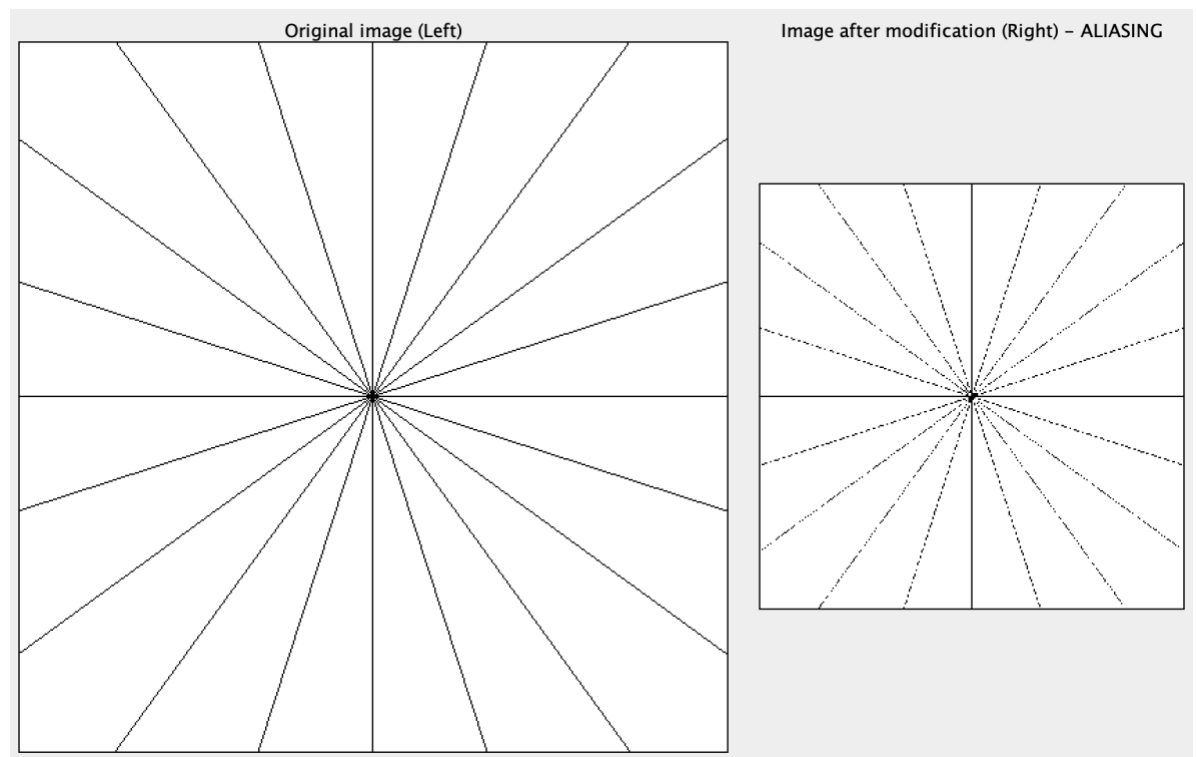 Original image (Left)
Image after modification (Right) – ALIASING